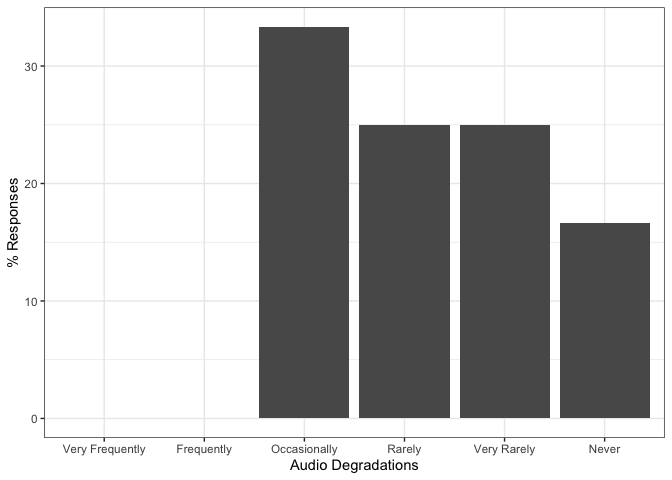 % Responses
30
20
10
0
Very Frequently Frequently Occasionally Rarely Very Rarely Never
Audio Degradations